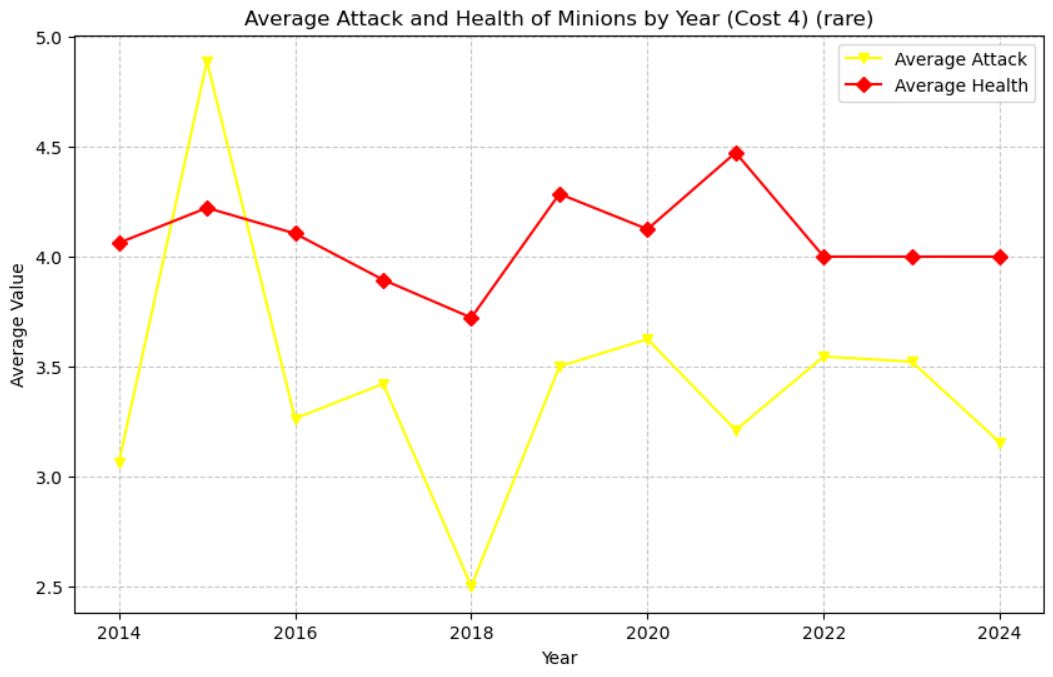 Average Attack and Health of Minions by Year (Cost 4) (rare)
Average Attack
Average Health
Average Value
5.0
4.5
4.0
3.5
3.0
2.5
2014 2016 2018 2020 2022 2024
Year